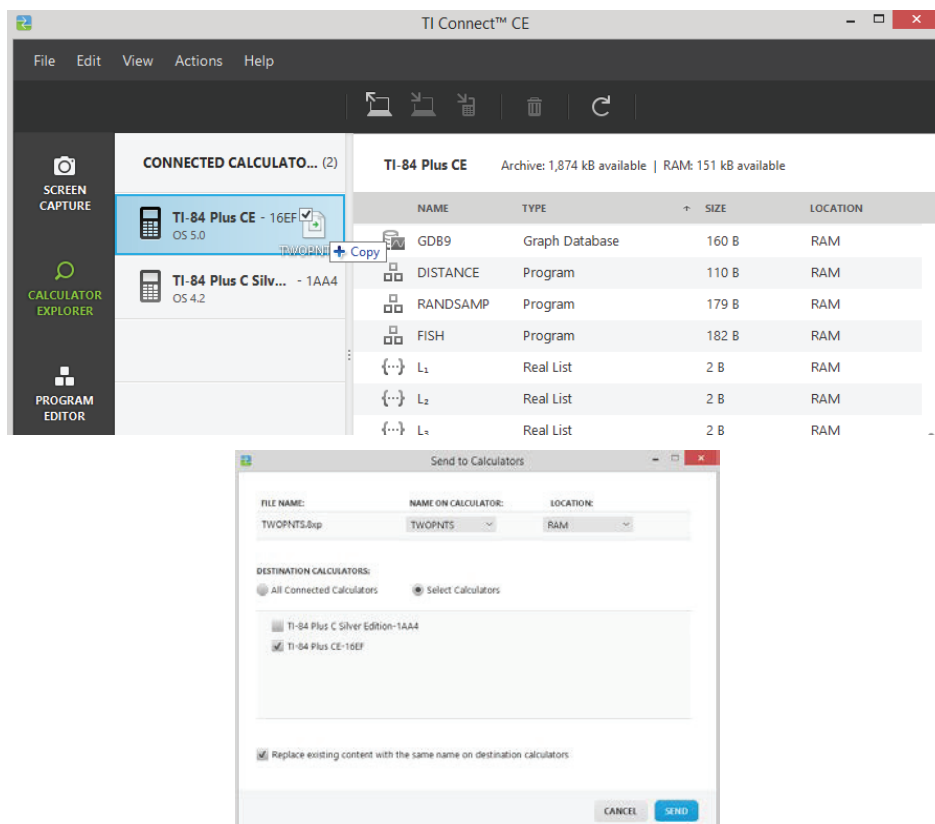 TI Connect™ CE
File Edit View Actions Help
SCREEN CAPTURE
CALCULATOR EXPLORER
PROGRAM EDITOR
CONNECTED CALCULATO... (2)
TI-84 Plus CE - 16EF
OS 5.0
Copy
TI-84 Plus C Silv... - 1AA4
OS 4.2
TI-84 Plus CE Archive: 1,874 kB available | RAM: 151 kB available
NAME TYPE SIZE LOCATION
GDB9 Graph Database 160 B RAM
DISTANCE Program 110 B RAM
RANDSAMP Program 179 B RAM
FISH Program 182 B RAM
L₁ Real List 2 B RAM
L₂ Real List 2 B RAM
L₃ Real List 2 B RAM
Send to Calculators
FILE NAME: NAME ON CALCULATOR: LOCATION:
TWOPNTS.8xp TWOPNTS RAM
DESTINATION CALCULATORS:
All Connected Calculators Select Calculators
TI-84 Plus C Silver Edition-1AA4
TI-84 Plus CE-16EF
Replace existing content with the same name on destination calculators
CANCEL SEND